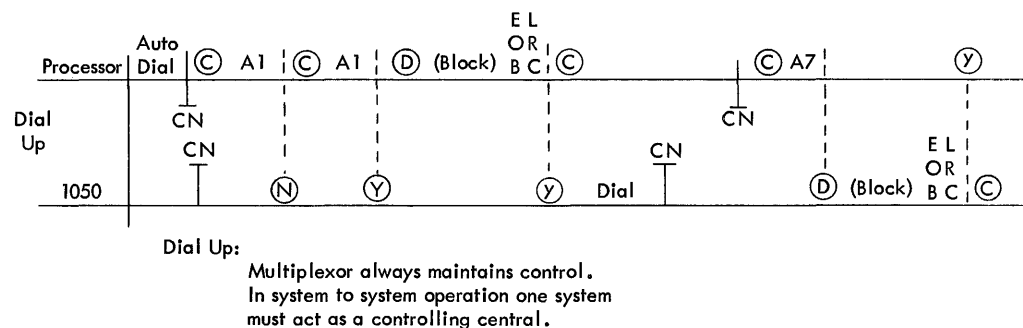 E L
Auto O R
Processor Dial Ⓒ A1 Ⓒ A1 Ⓓ (Block) B C Ⓒ Ⓒ A7 ⓨ
CN CN
Dial
Up
CN CN E L
O R
1050 Ⓝ Ⓨ ⓨ Dial Ⓓ (Block) B C Ⓒ
Dial Up:
Multiplexor always maintains control.
In system to system operation one system
must act as a controlling central.